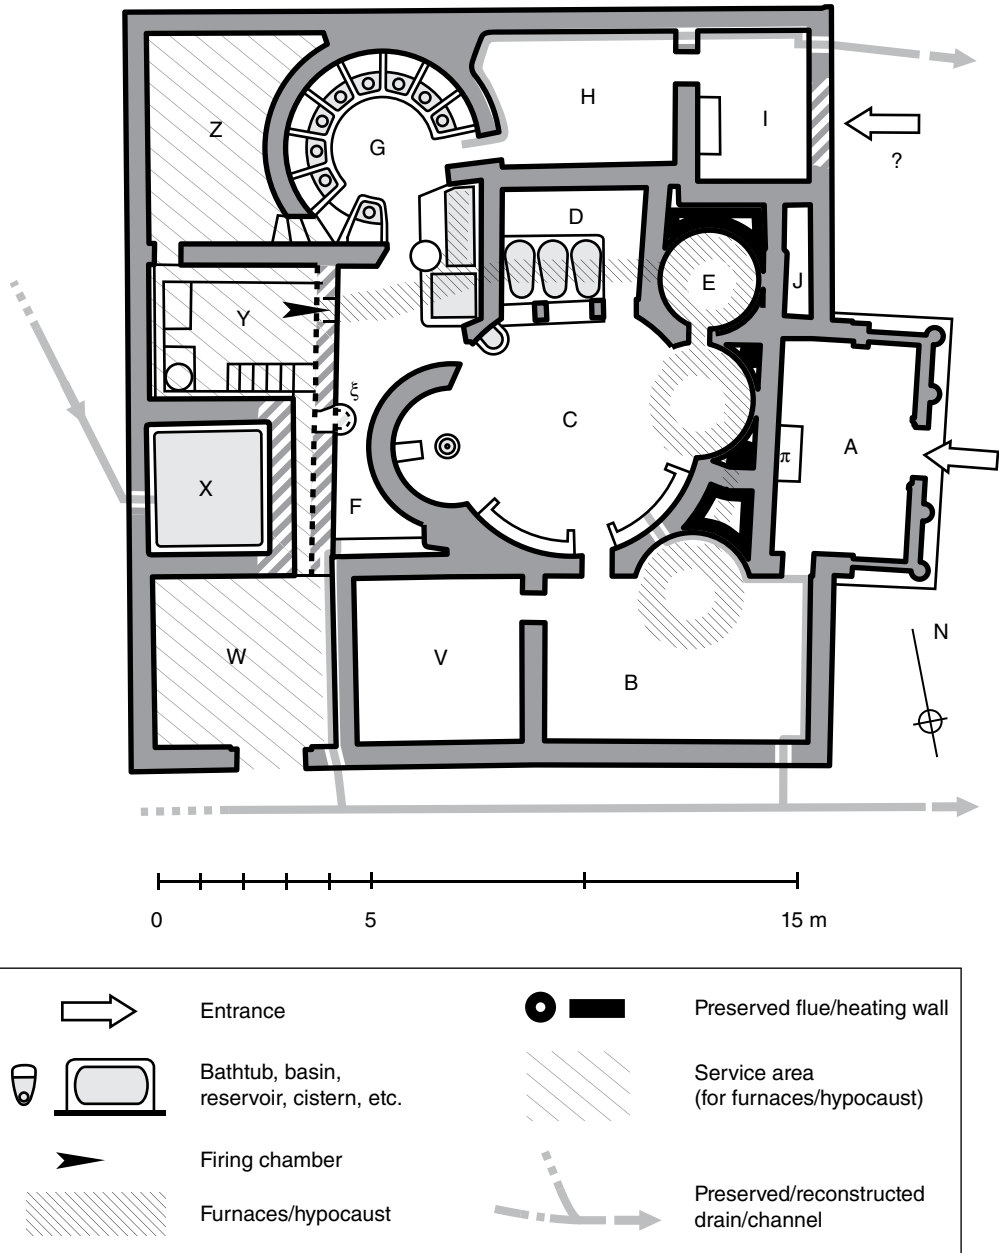 Z
G
H
I
?
D
E
J
Y
ξ
C
A
π
X
F
N
W
V
B
0 5 15 m
Entrance
Preserved flue/heating wall
Bathtub, basin,
reservoir, cistern, etc.
Service area
(for furnaces/hypocaust)
Firing chamber
Furnaces/hypocaust
Preserved/reconstructed
drain/channel